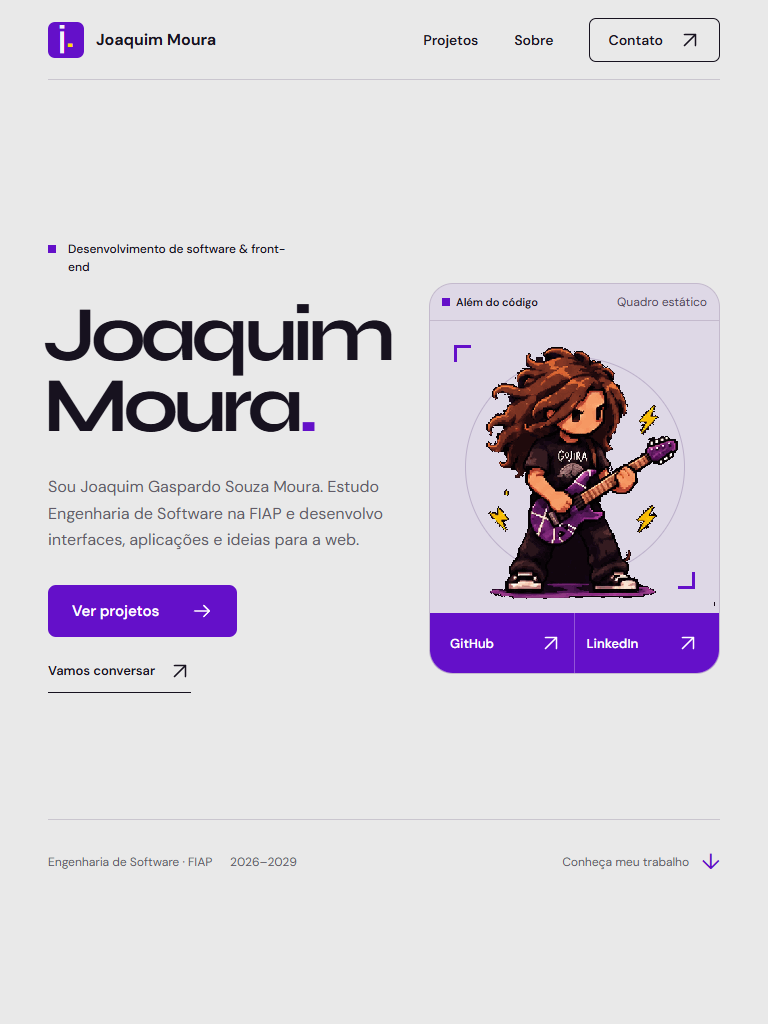 j.
Joaquim Moura
Projetos
Sobre
Contato
Desenvolvimento de software & front-
end
Joaquim
Moura.
Sou Joaquim Gaspardo Souza Moura. Estudo
Engenharia de Software na FIAP e desenvolvo
interfaces, aplicações e ideias para a web.
Ver projetos
Vamos conversar
Além do código
Quadro estático
GOJIRA
GitHub
LinkedIn
Engenharia de Software · FIAP
2026–2029
Conheça meu trabalho